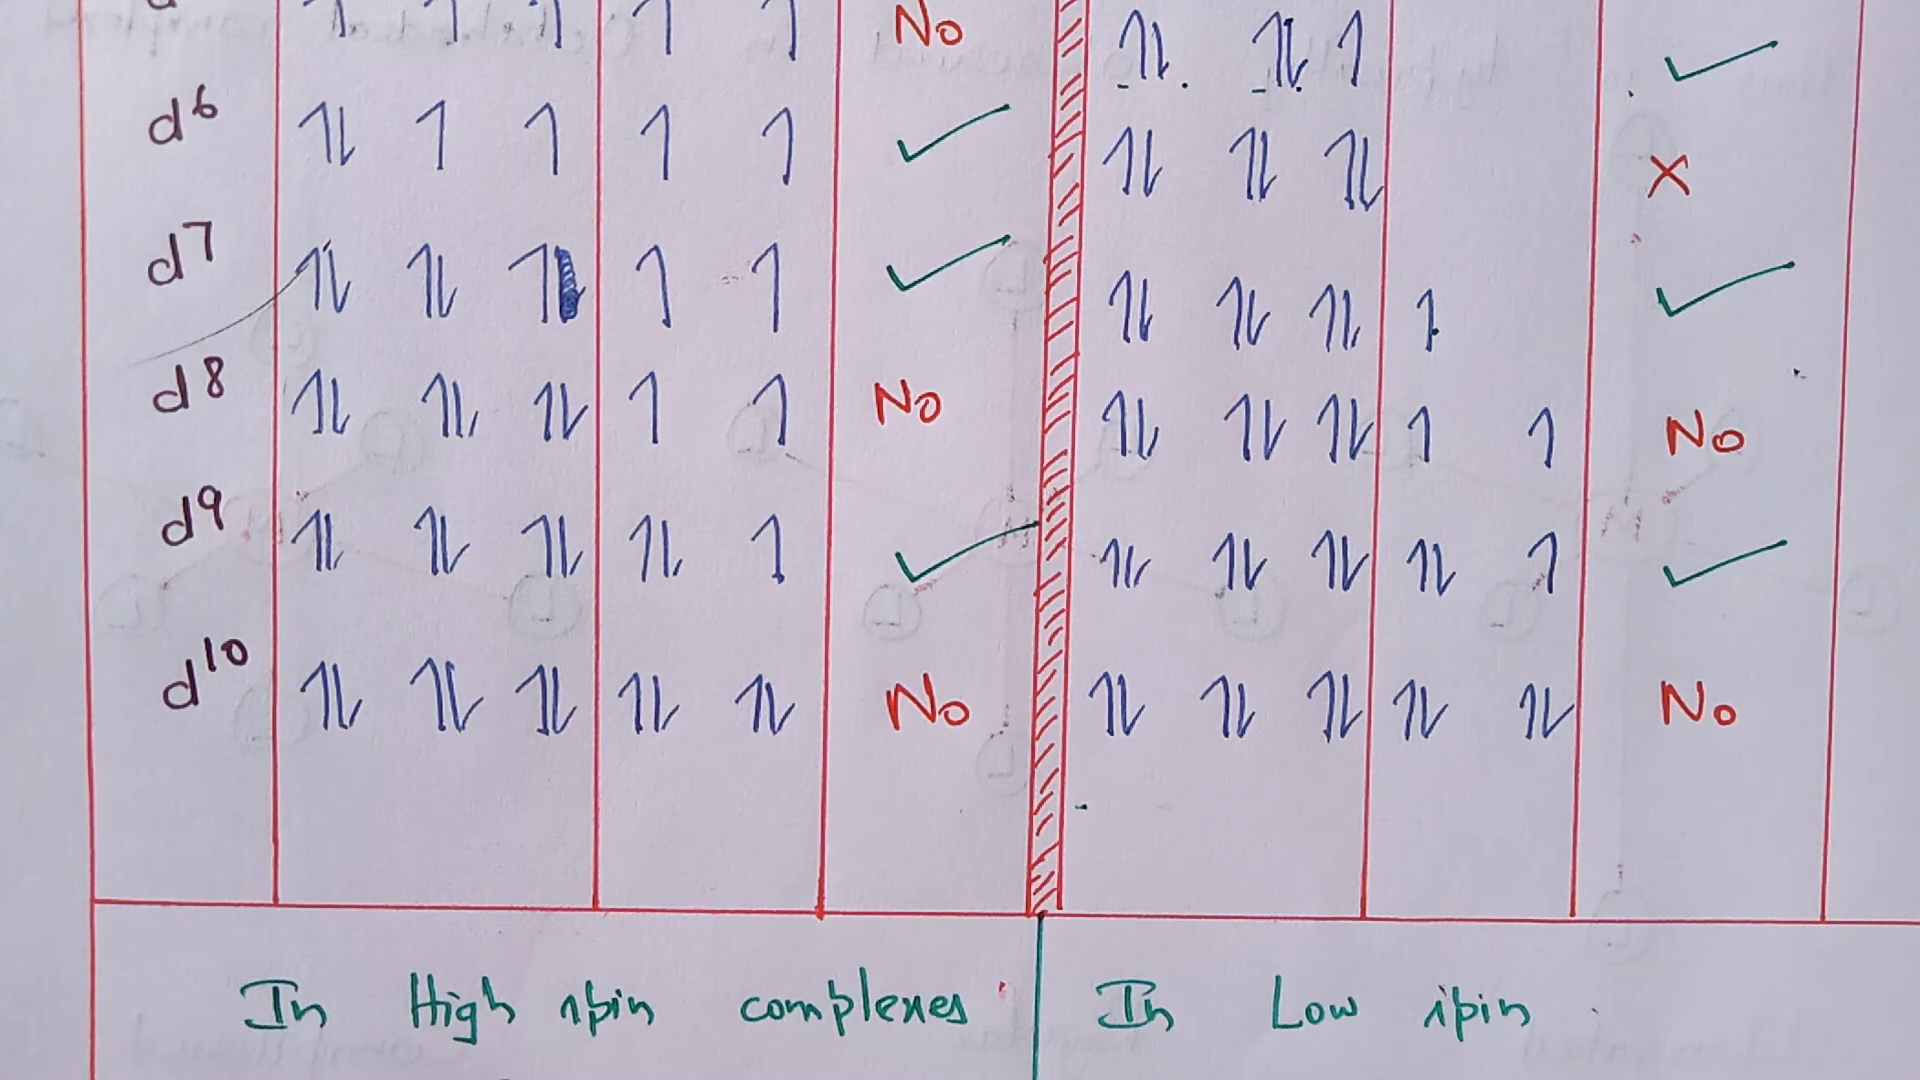 No ✓
d6 ↿⇂ ↿ ↿ ↿ ↿ ✓ ↿⇂ ↿⇂ ↿⇂ X
d7 ↿⇂ ↿⇂ ↿ ↿ ↿ ✓ ↿⇂ ↿⇂ ↿⇂ ↿ ✓
d8 ↿⇂ ↿⇂ ↿⇂ ↿ ↿ No ↿⇂ ↿⇂ ↿⇂ ↿ ↿ No
d9 ↿⇂ ↿⇂ ↿⇂ ↿⇂ ↿ ✓ ↿⇂ ↿⇂ ↿⇂ ↿⇂ ↿ ✓
d10 ↿⇂ ↿⇂ ↿⇂ ↿⇂ ↿⇂ No ↿⇂ ↿⇂ ↿⇂ ↿⇂ ↿⇂ No
In High spin complexes In Low spin